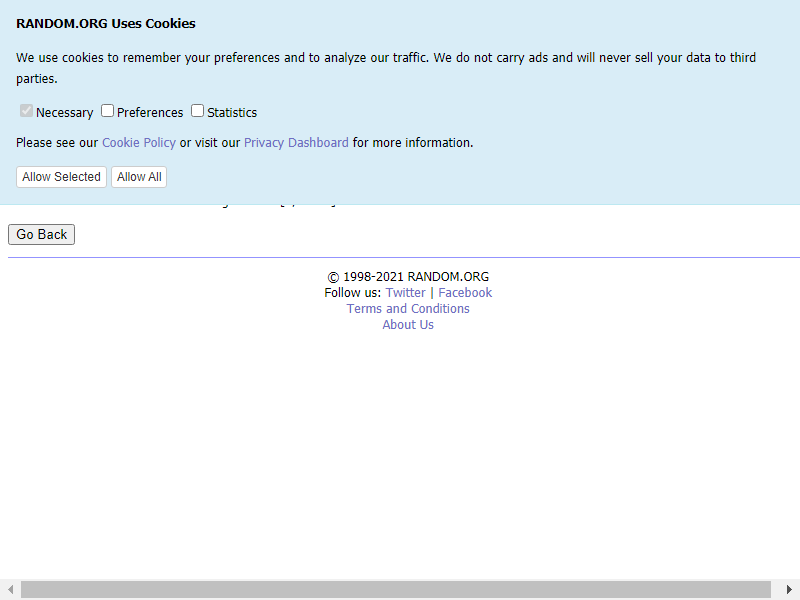 RANDOM.ORG Uses Cookies
We use cookies to remember your preferences and to analyze our traffic. We do not carry ads and will never sell your data to third
parties.
Necessary Preferences Statistics
Please see our Cookie Policy or visit our Privacy Dashboard for more information.
Allow Selected Allow All
Go Back
© 1998-2021 RANDOM.ORG
Follow us: Twitter | Facebook
Terms and Conditions
About Us